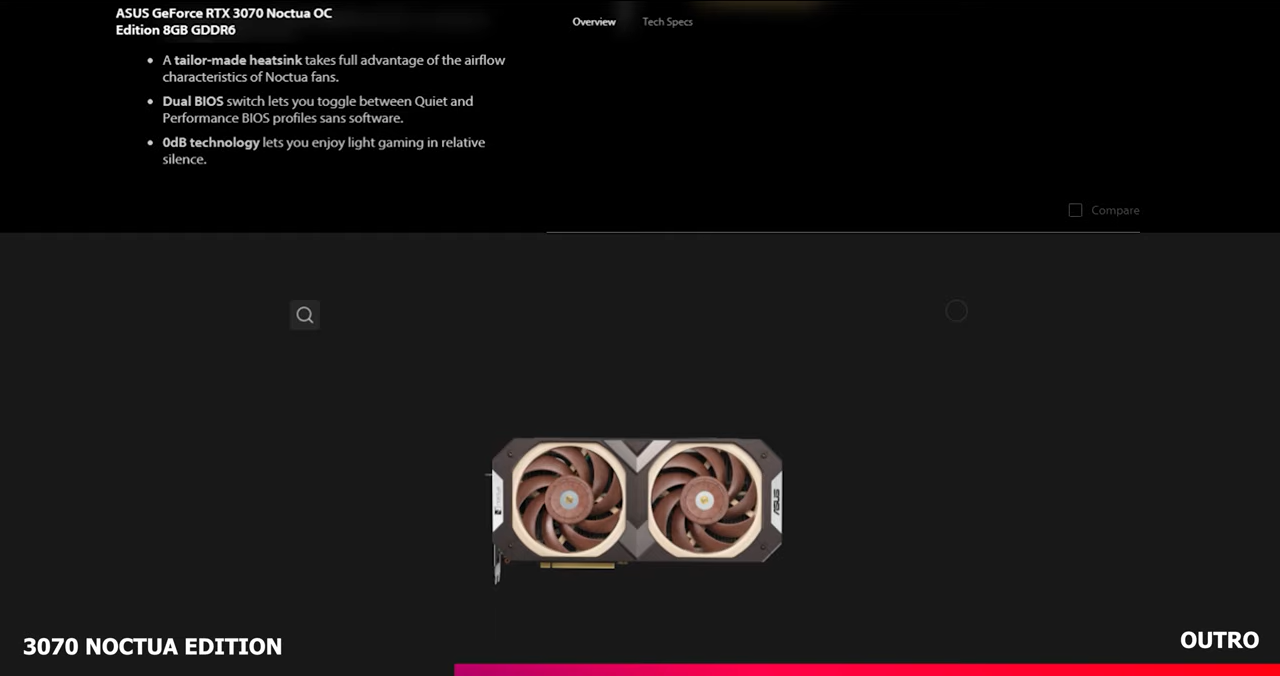 ASUS GeForce RTX 3070 Noctua OC
Edition 8GB GDDR6
Overview
Tech Specs
A tailor-made heatsink takes full advantage of the airflow
characteristics of Noctua fans.
Dual BIOS switch lets you toggle between Quiet and
Performance BIOS profiles sans software.
0dB technology lets you enjoy light gaming in relative
silence.
Compare
ASUS
3070 NOCTUA EDITION
OUTRO